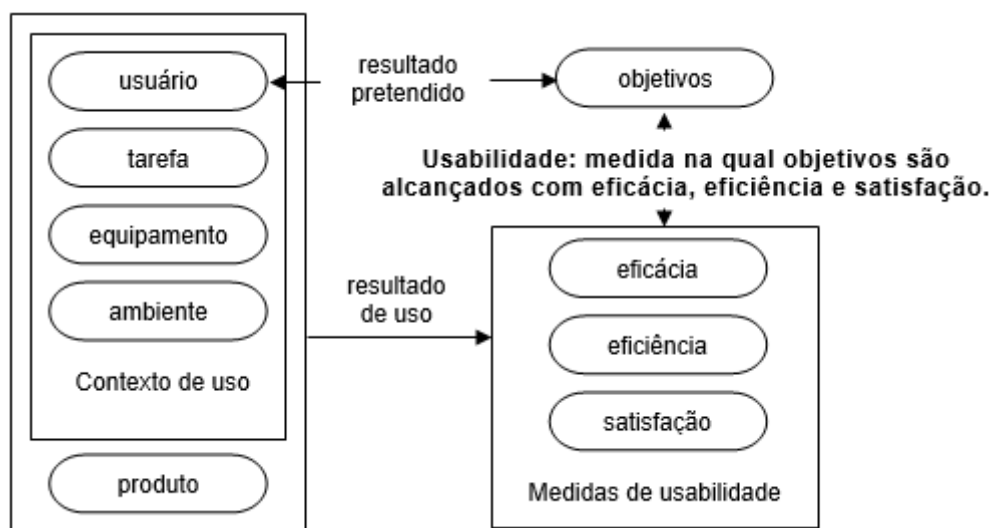 usuário
tarefa
equipamento
ambiente
Contexto de uso
produto
resultado
pretendido
objetivos
Usabilidade: medida na qual objetivos são
alcançados com eficácia, eficiência e satisfação.
resultado
de uso
eficácia
eficiência
satisfação
Medidas de usabilidade